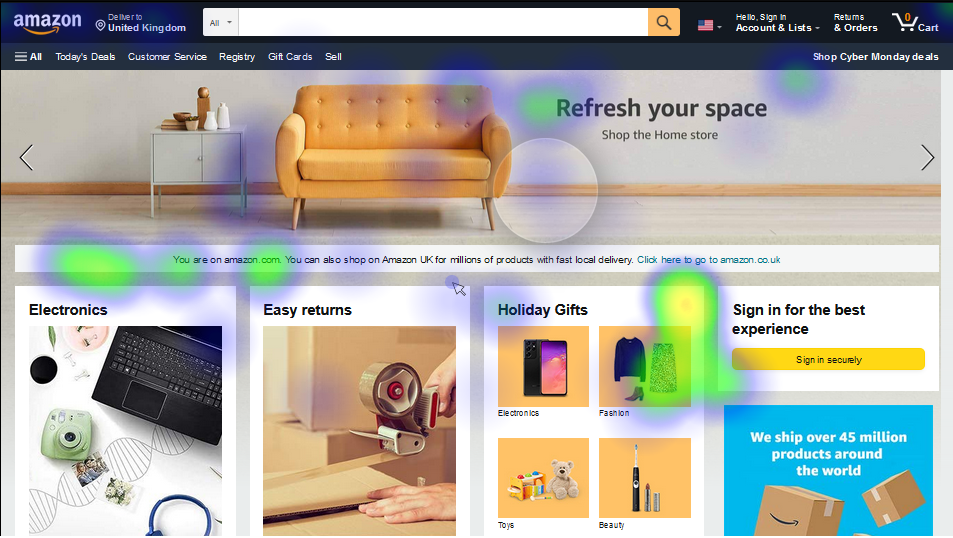 amazon
Deliver to
United Kingdom
All
Hello, Sign In
Account & Lists
Returns
& Orders
0
Cart
All
Today's Deals
Customer Service
Registry
Gift Cards
Sell
Shop Cyber Monday deals
Refresh your space
Shop the Home store
You are on amazon.com. You can also shop on Amazon UK for millions of products with fast local delivery. Click here to go to amazon.co.uk
Electronics
Easy returns
Holiday Gifts
Electronics
Fashion
Toys
Beauty
Sign in for the best
experience
Sign in securely
We ship over 45 million
products around
the world